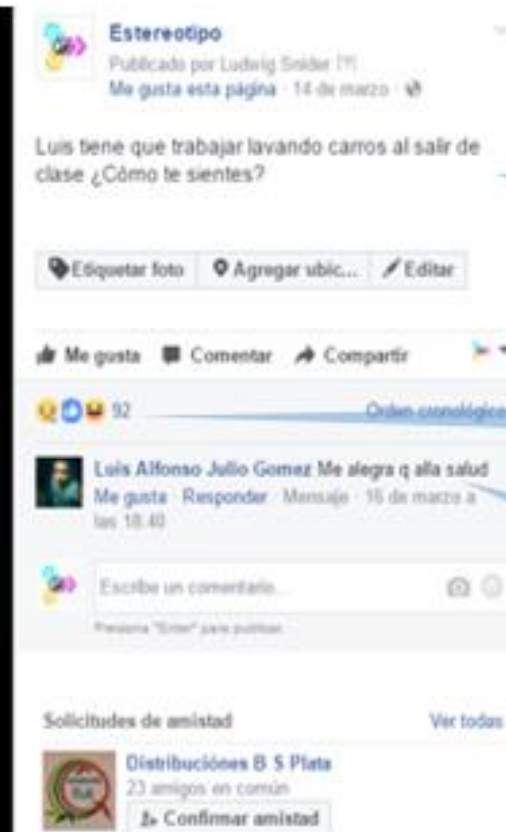 Estereotipo
Publicado por Ludwig Snider [?]
Me gusta esta página · 14 de marzo ·
Luis tiene que trabajar lavando carros al salir de
clase ¿Cómo te sientes?
Etiquetar foto Agregar ubic... Editar
Me gusta Comentar Compartir
92 Orden cronológico
Luis Alfonso Julio Gomez Me alegra q alla salud
Me gusta · Responder · Mensaje · 16 de marzo a
las 18:40
Escribe un comentario...
Presiona "Enter" para publicar.
Solicitudes de amistad Ver todas
Distribuciónes B S Plata
23 amigos en común
Confirmar amistad